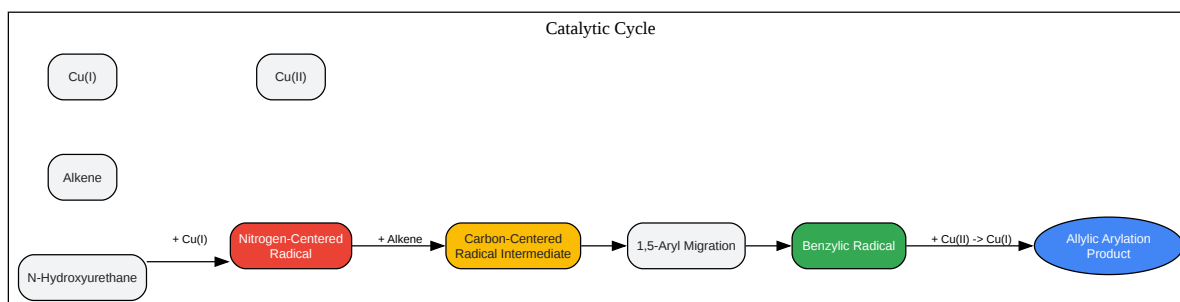 Catalytic Cycle
Cu(I)
Cu(II)
Alkene
N-Hydroxyurethane
+ Cu(I)
Nitrogen-Centered
Radical
+ Alkene
Carbon-Centered
Radical Intermediate
1,5-Aryl Migration
Benzylic Radical
+ Cu(II) -> Cu(I)
Allylic Arylation
Product